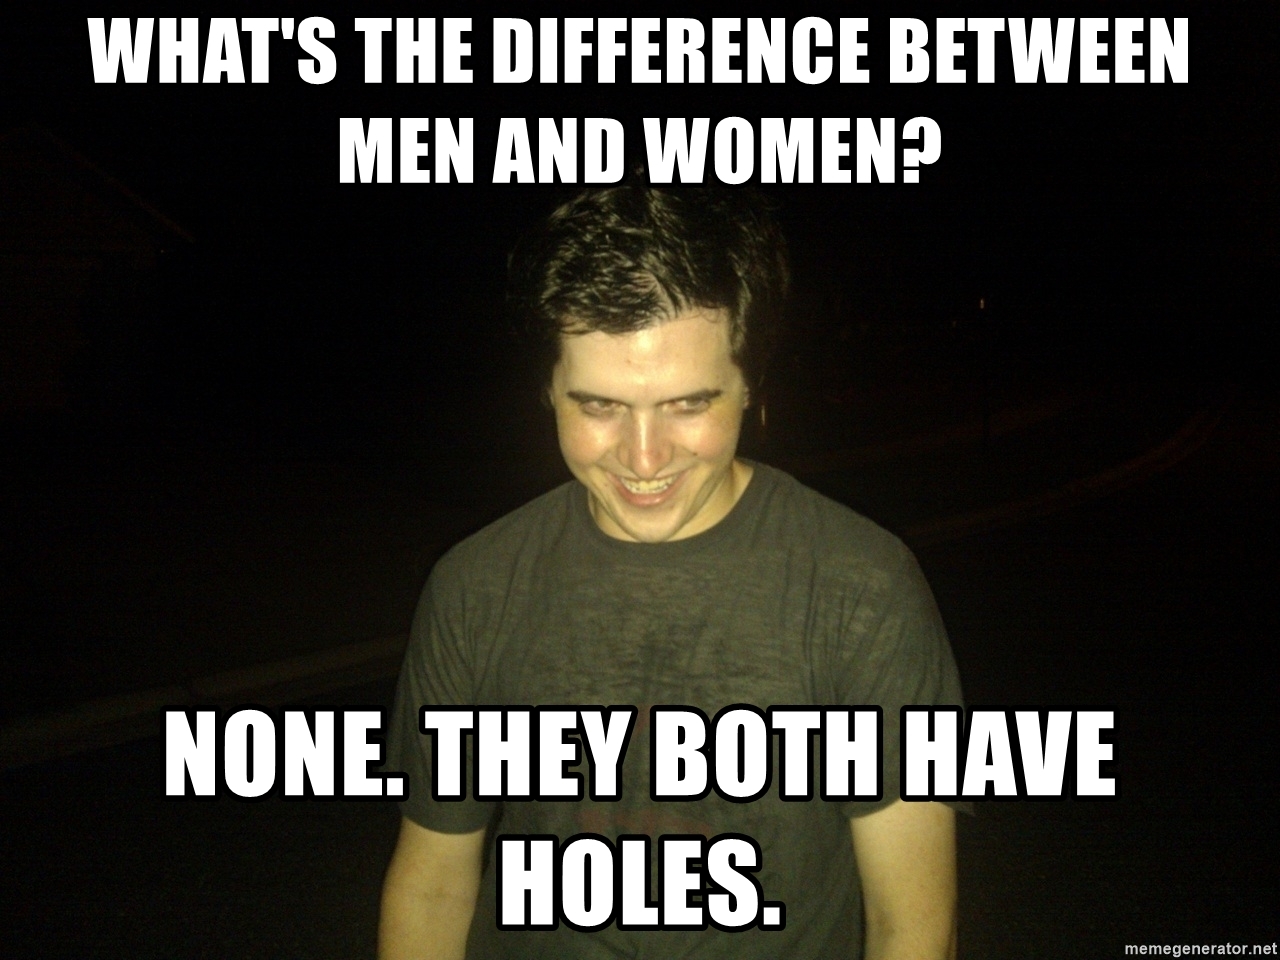 WHAT'S THE DIFFERENCE BETWEEN
MEN AND WOMEN?
NONE. THEY BOTH HAVE
HOLES.
memegenerator.net